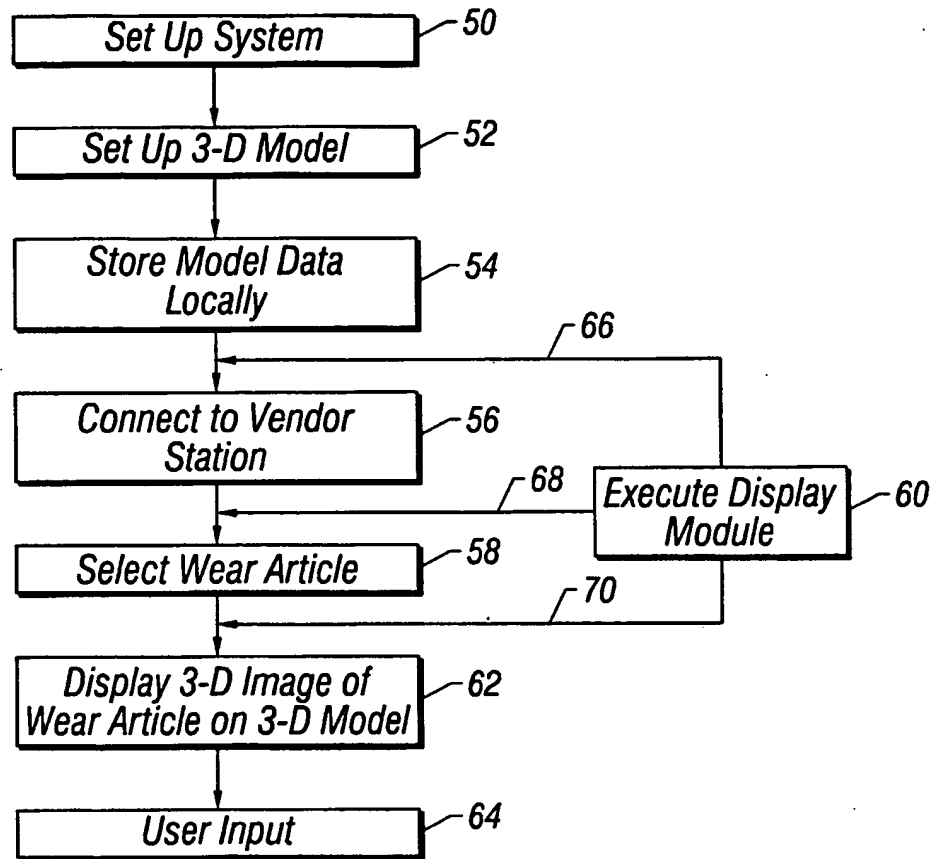 Set Up System
50
Set Up 3-D Model
52
Store Model Data
Locally
54
66
Connect to Vendor
Station
56
68
Execute Display
Module
60
Select Wear Article
58
70
Display 3-D Image of
Wear Article on 3-D Model
62
User Input
64